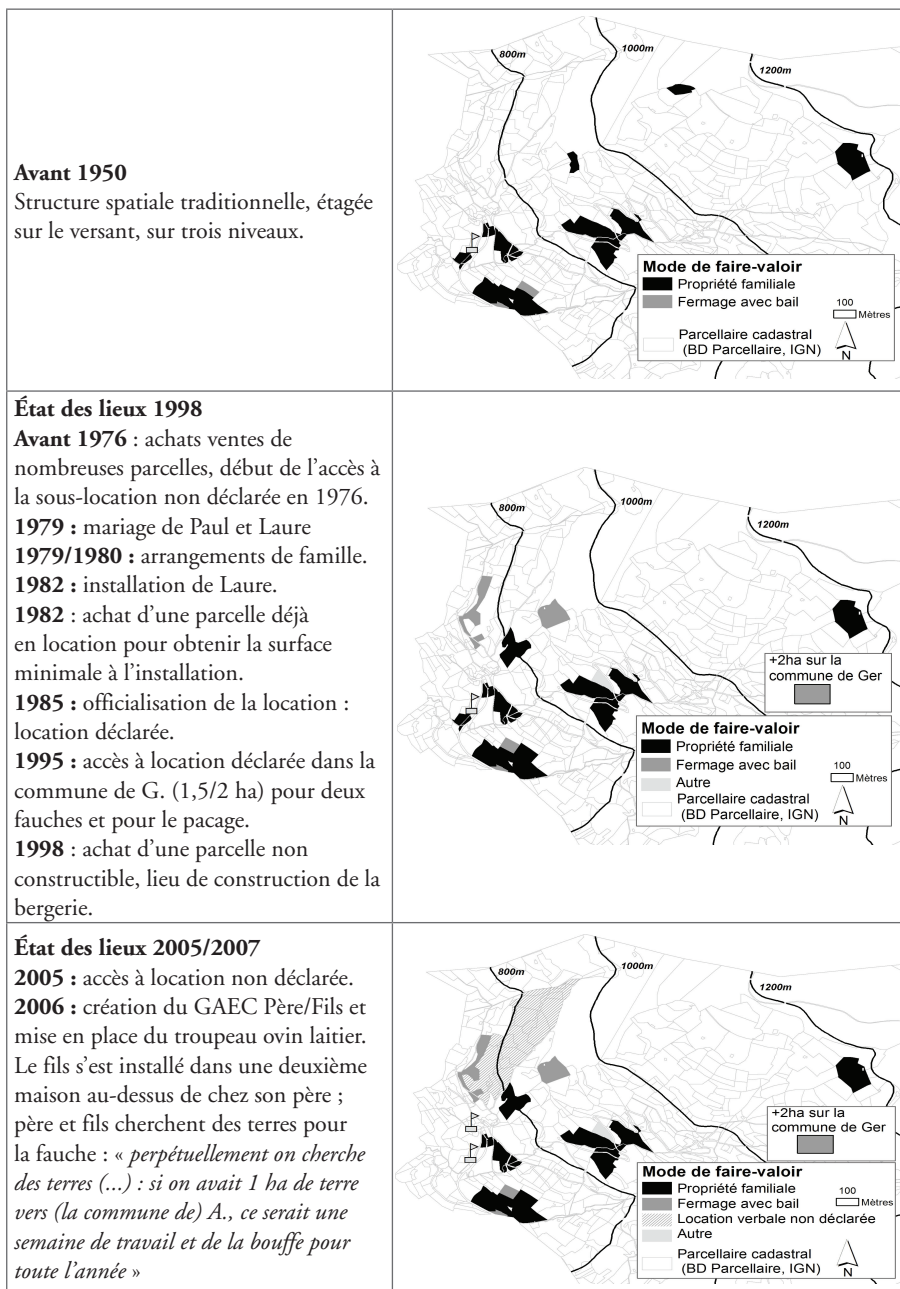 Avant 1950
Structure spatiale traditionnelle, étagée
sur le versant, sur trois niveaux.
800m
1000m
1200m
Mode de faire-valoir
Propriété familiale
Fermage avec bail
Parcellaire cadastral
(BD Parcellaire, IGN)
100
Mètres
N
État des lieux 1998
Avant 1976 : achats ventes de
nombreuses parcelles, début de l'accès à
la sous-location non déclarée en 1976.
1979 : mariage de Paul et Laure
1979/1980 : arrangements de famille.
1982 : installation de Laure.
1982 : achat d'une parcelle déjà
en location pour obtenir la surface
minimale à l'installation.
1985 : officialisation de la location :
location déclarée.
1995 : accès à location déclarée dans la
commune de G. (1,5/2 ha) pour deux
fauches et pour le pacage.
1998 : achat d'une parcelle non
constructible, lieu de construction de la
bergerie.
800m
1000m
1200m
+2ha sur la
commune de Ger
Mode de faire-valoir
Propriété familiale
Fermage avec bail
Autre
Parcellaire cadastral
(BD Parcellaire, IGN)
100
Mètres
N
État des lieux 2005/2007
2005 : accès à location non déclarée.
2006 : création du GAEC Père/Fils et
mise en place du troupeau ovin laitier.
Le fils s'est installé dans une deuxième
maison au-dessus de chez son père ;
père et fils cherchent des terres pour
la fauche : « perpétuellement on cherche
des terres (...) : si on avait 1 ha de terre
vers (la commune de) A., ce serait une
semaine de travail et de la bouffe pour
toute l'année »
800m
1000m
1200m
+2ha sur la
commune de Ger
Mode de faire-valoir
Propriété familiale
Fermage avec bail
Location verbale non déclarée
Autre
Parcellaire cadastral
(BD Parcellaire, IGN)
100
Mètres
N